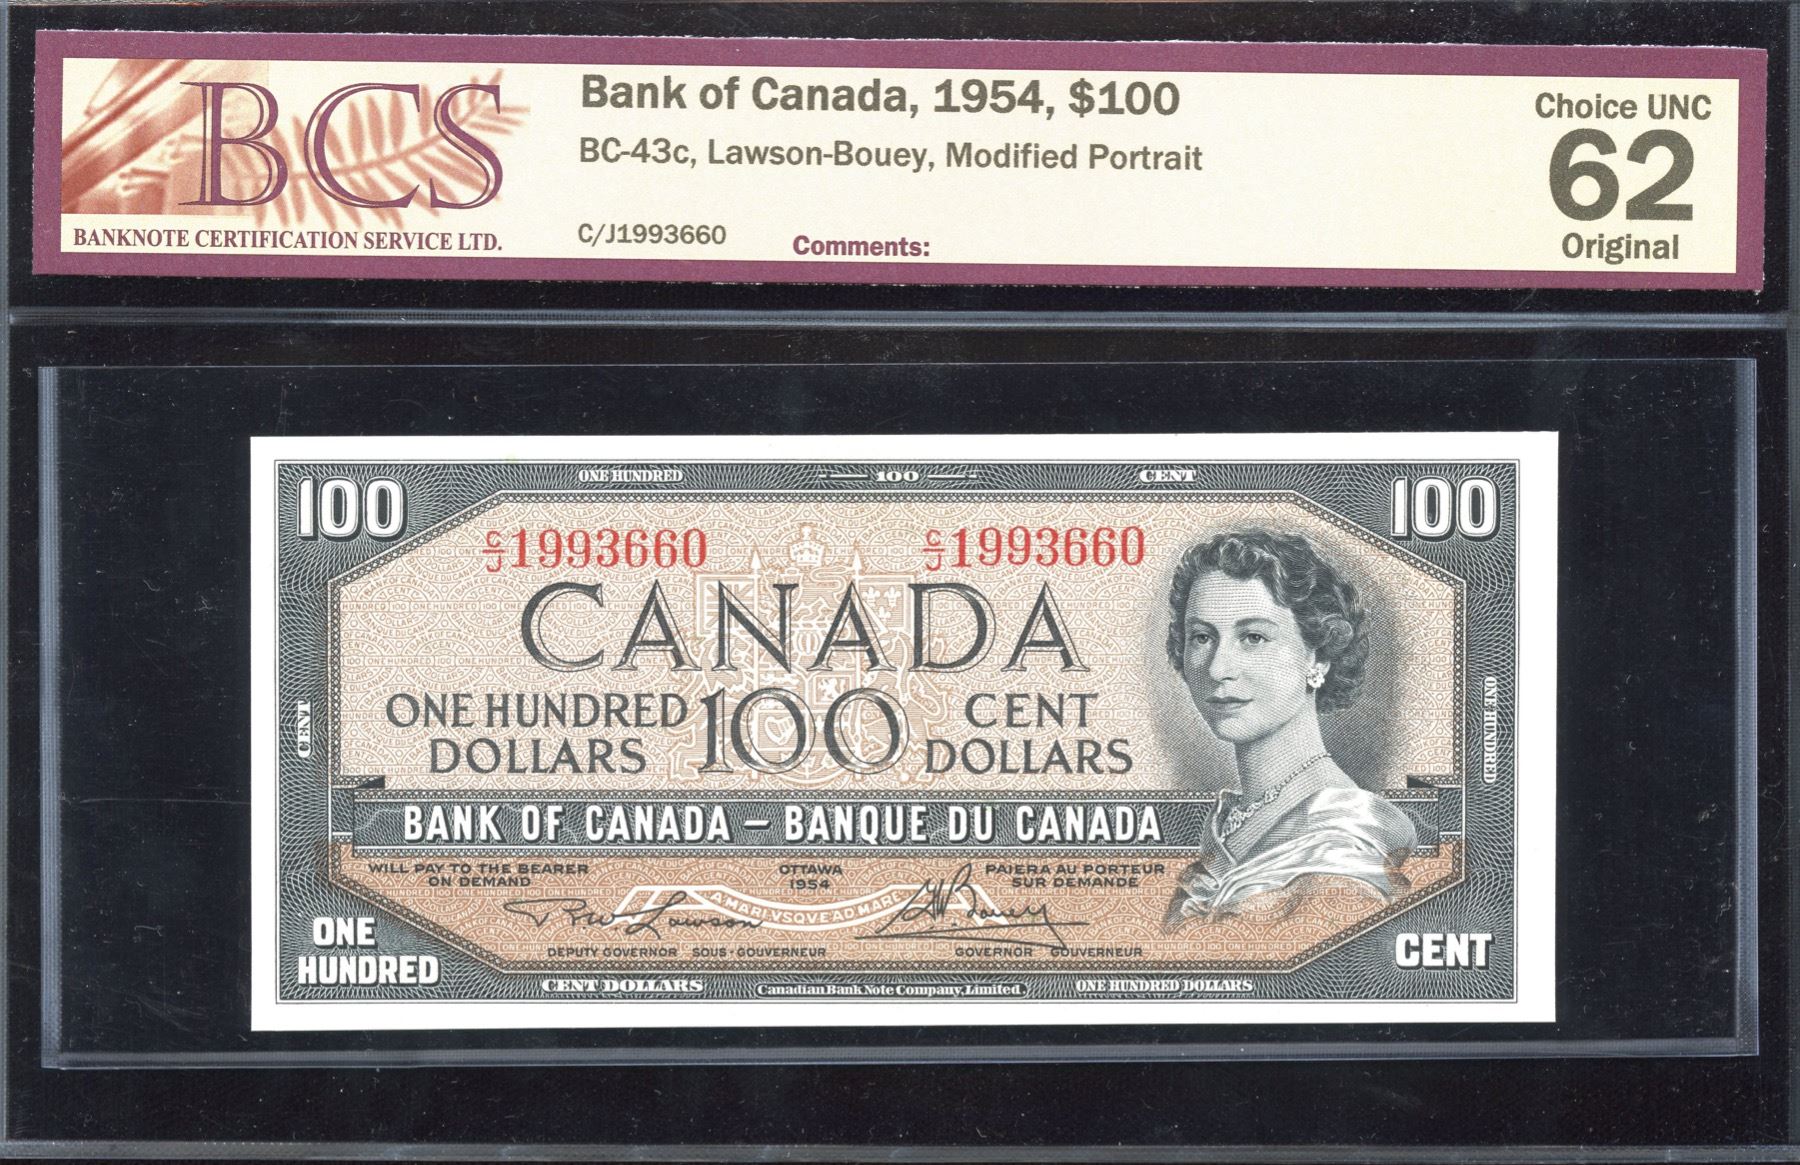 BCS
BANKNOTE CERTIFICATION SERVICE LTD.
Bank of Canada, 1954, $100
BC-43c, Lawson-Bouey, Modified Portrait
C/J1993660
Comments:
Choice UNC
62
Original
ONE HUNDRED
100
CENT
100
100
C/J 1993660
C/J 1993660
CANADA
ONE HUNDRED DOLLARS
100
CENT DOLLARS
CENT
ONE HUNDRED
BANK OF CANADA – BANQUE DU CANADA
WILL PAY TO THE BEARER
ON DEMAND
OTTAWA
1954
PAIERA AU PORTEUR
SUR DEMANDE
A·MARI·VSQVE·AD·MARE
R.W. Lawson
G.K. Bouey
DEPUTY GOVERNOR SOUS-GOUVERNEUR
GOVERNOR GOUVERNEUR
ONE
HUNDRED
CENT
CENT DOLLARS
Canadian Bank Note Company, Limited.
ONE HUNDRED DOLLARS